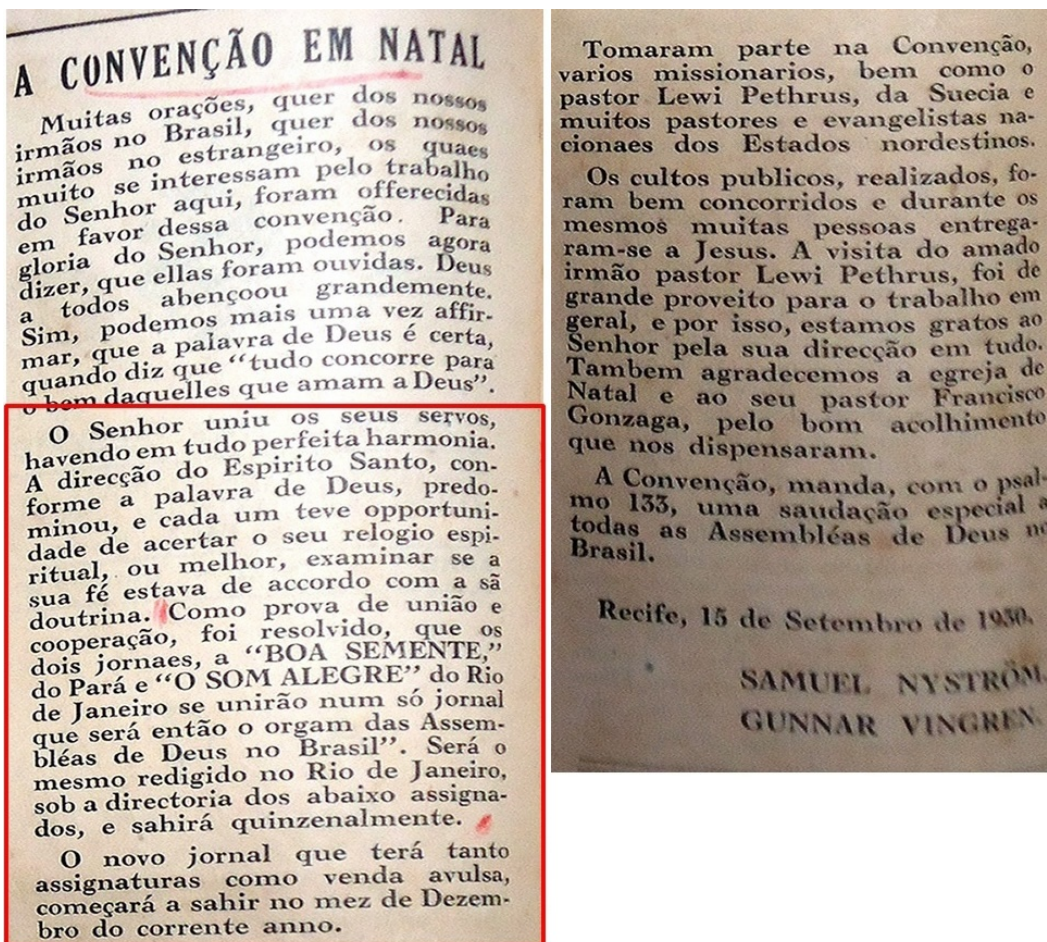 A CONVENÇÃO EM NATAL
Muitas orações, quer dos nossos
irmãos no Brasil, quer dos nossos
irmãos no estrangeiro, os quaes
muito se interessam pelo trabalho
do Senhor aqui, foram offerecidas
em favor dessa convenção. Para
gloria do Senhor, podemos agora
dizer, que ellas foram ouvidas. Deus
a todos abençoou grandemente.
Sim, podemos mais uma vez affir-
mar, que a palavra de Deus é certa,
quando diz que "tudo concorre para
o bem daquelles que amam a Deus".
O Senhor uniu os seus servos,
havendo em tudo perfeita harmonia.
A direcção do Espirito Santo, con-
forme a palavra de Deus, predo-
minou, e cada um teve opportuni-
dade de acertar o seu relogio espi-
ritual, ou melhor, examinar se a
sua fé estava de accordo com a sã
doutrina. Como prova de união e
cooperação, foi resolvido, que os
dois jornaes, a "BOA SEMENTE,"
do Pará e "O SOM ALEGRE" do Rio
de Janeiro se unirão num só jornal
que será então o orgam das Assem-
bléas de Deus no Brasil". Será o
mesmo redigido no Rio de Janeiro,
sob a directoria dos abaixo assigna-
dos, e sahirá quinzenalmente.
O novo jornal que terá tanto
assignaturas como venda avulsa,
começará a sahir no mez de Dezem-
bro do corrente anno.
Tomaram parte na Convenção,
varios missionarios, bem como o
pastor Lewi Pethrus, da Suecia e
muitos pastores e evangelistas na-
cionaes dos Estados nordestinos.
Os cultos publicos, realizados, fo-
ram bem concorridos e durante os
mesmos muitas pessoas entrega-
ram-se a Jesus. A visita do amado
irmão pastor Lewi Pethrus, foi de
grande proveito para o trabalho em
geral, e por isso, estamos gratos ao
Senhor pela sua direcção em tudo.
Tambem agradecemos a egreja de
Natal e ao seu pastor Francisco
Gonzaga, pelo bom acolhimento
que nos dispensaram.
A Convenção, manda, com o psal-
mo 133, uma saudação especial a
todas as Assembléas de Deus no
Brasil.
Recife, 15 de Setembro de 1930.
SAMUEL NYSTRÖM.
GUNNAR VINGREN.